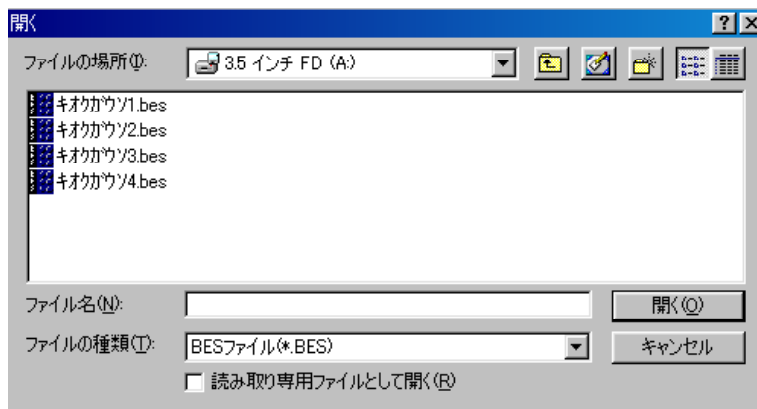 開く
ファイルの場所(I):
3.5 インチ FD (A:)
キオクガウソ1.bes
キオクガウソ2.bes
キオクガウソ3.bes
キオクガウソ4.bes
ファイル名(N):
開く(O)
ファイルの種類(T):
BESファイル(*.BES)
キャンセル
読み取り専用ファイルとして開く(R)